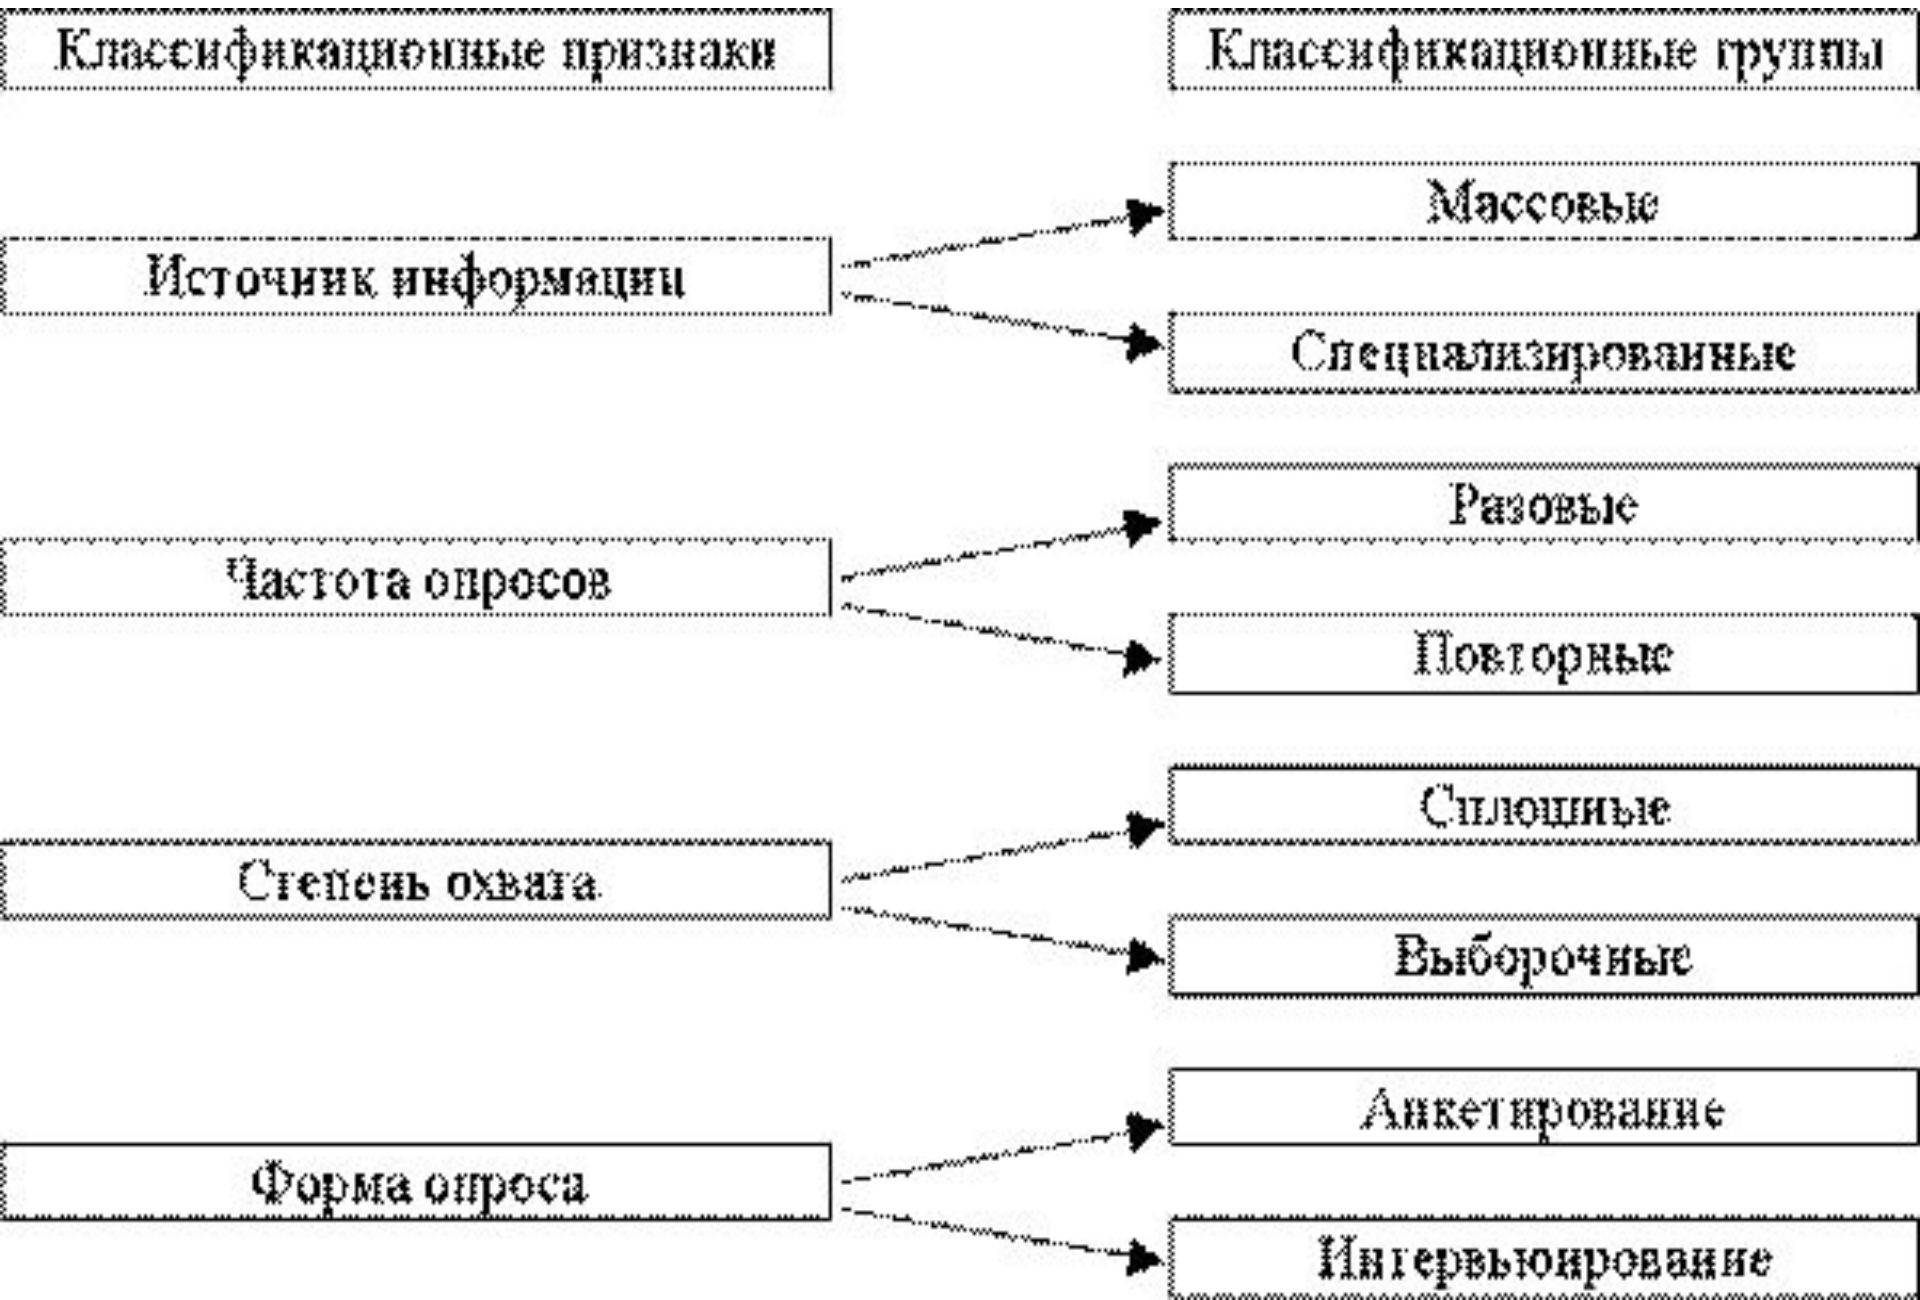 Классификационные признаки
Классификационные группы
Источник информации
Массовые
Специализированные
Частота опросов
Разовые
Повторные
Степень охвата
Сплошные
Выборочные
Форма опроса
Анкетирование
Интервьюирование